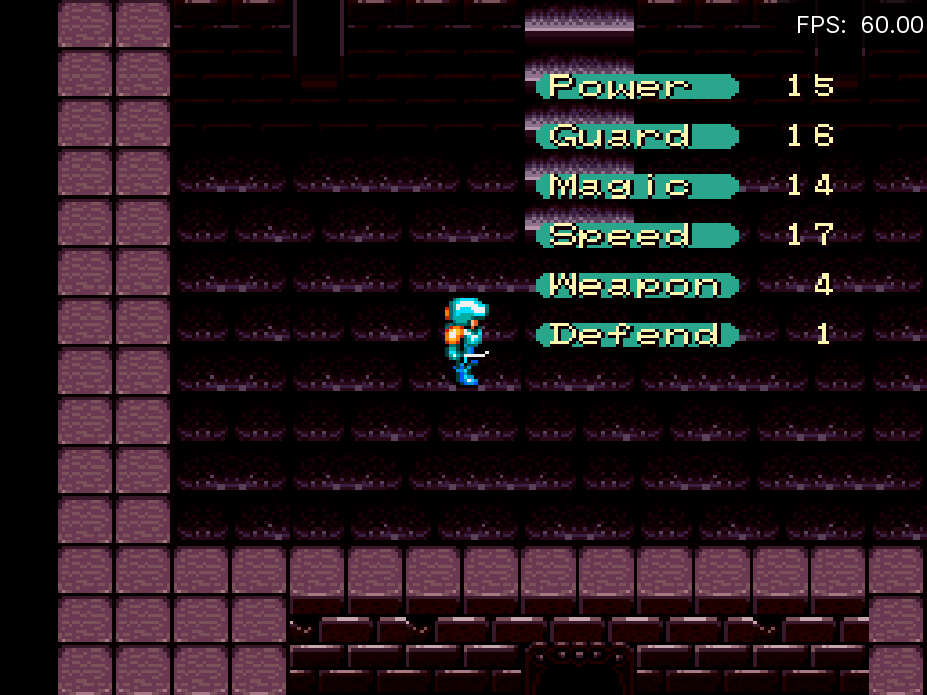 FPS: 60.00
Power 15
Guard 16
Magic 14
Speed 17
Weapon 4
Defend 1